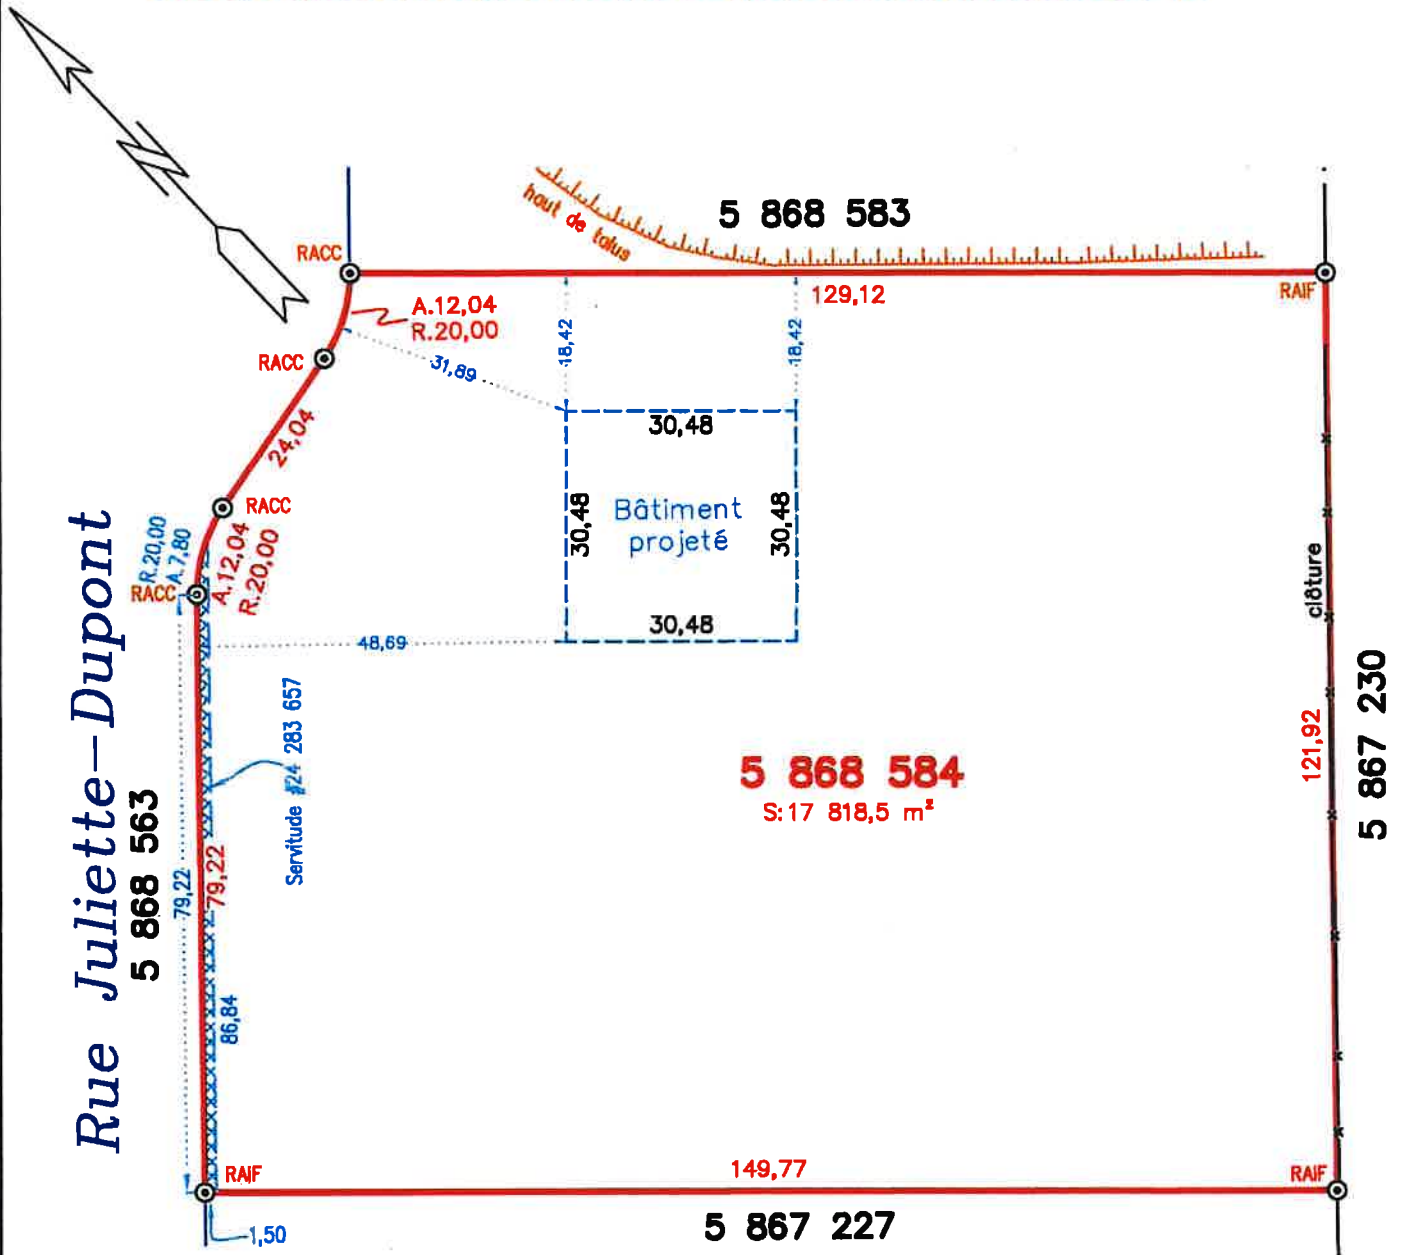 5 868 583
haut de talus
RACC
A.12,04
R.20,00
129,12
RAIF
RACC
31,89
18,42
18,42
24,04
30,48
RACC
30,48
Bâtiment
projeté
30,48
R.20,00
A.7,80
A.12,04
R.20,00
RACC
clôture
30,48
48,69
Rue Juliette-Dupont
5 868 563
Servitude #24 283 657
5 868 584
S:17 818,5 m²
121,92
5 867 230
79,22
79,22
86,84
RAIF
149,77
RAIF
5 867 227
1,50